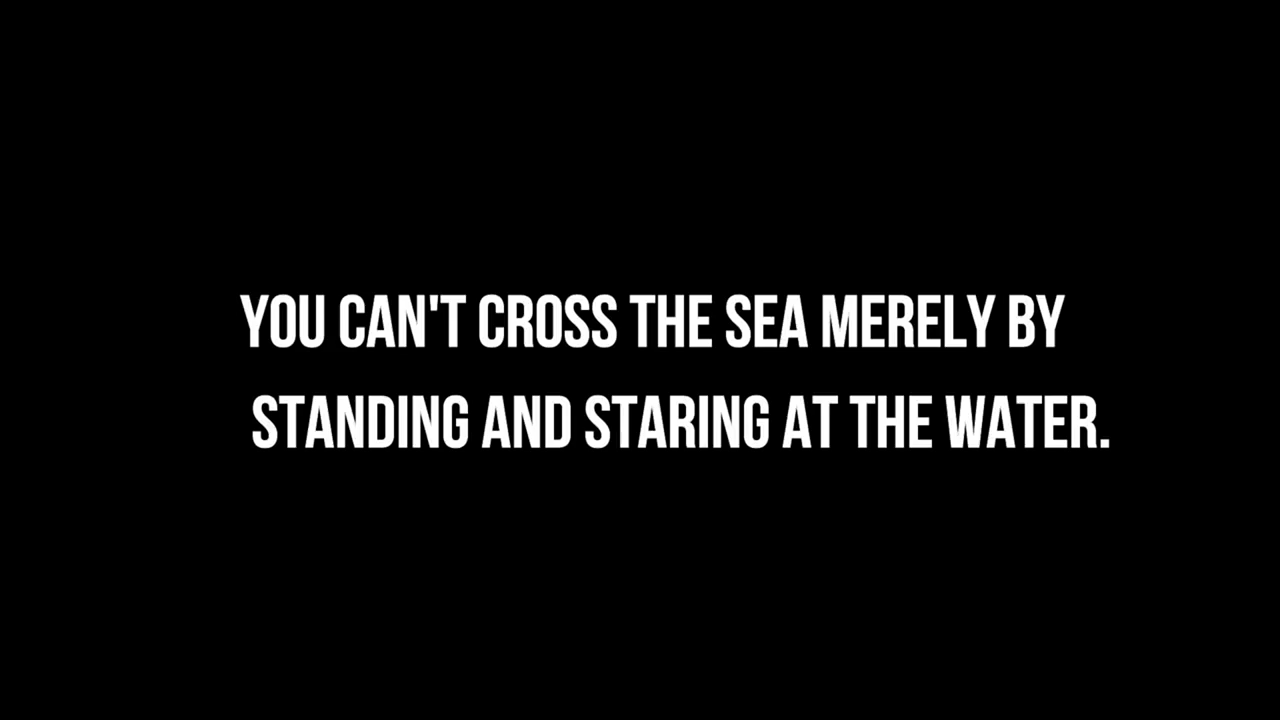 YOU CAN'T CROSS THE SEA MERELY BY
STANDING AND STARING AT THE WATER.